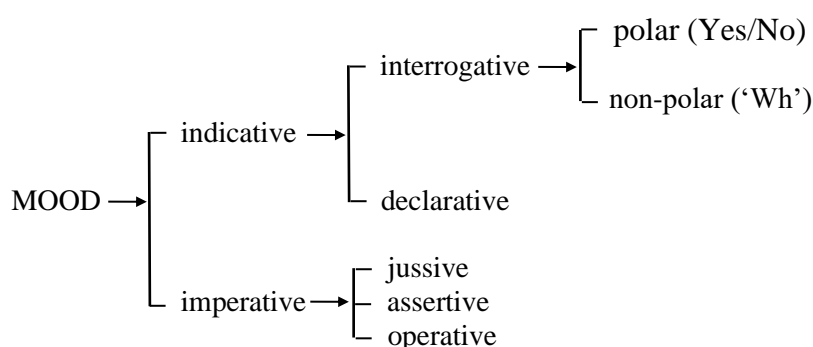 polar (Yes/No)
interrogative
non-polar (‘Wh’)
indicative
MOOD
declarative
jussive
imperative
assertive
operative